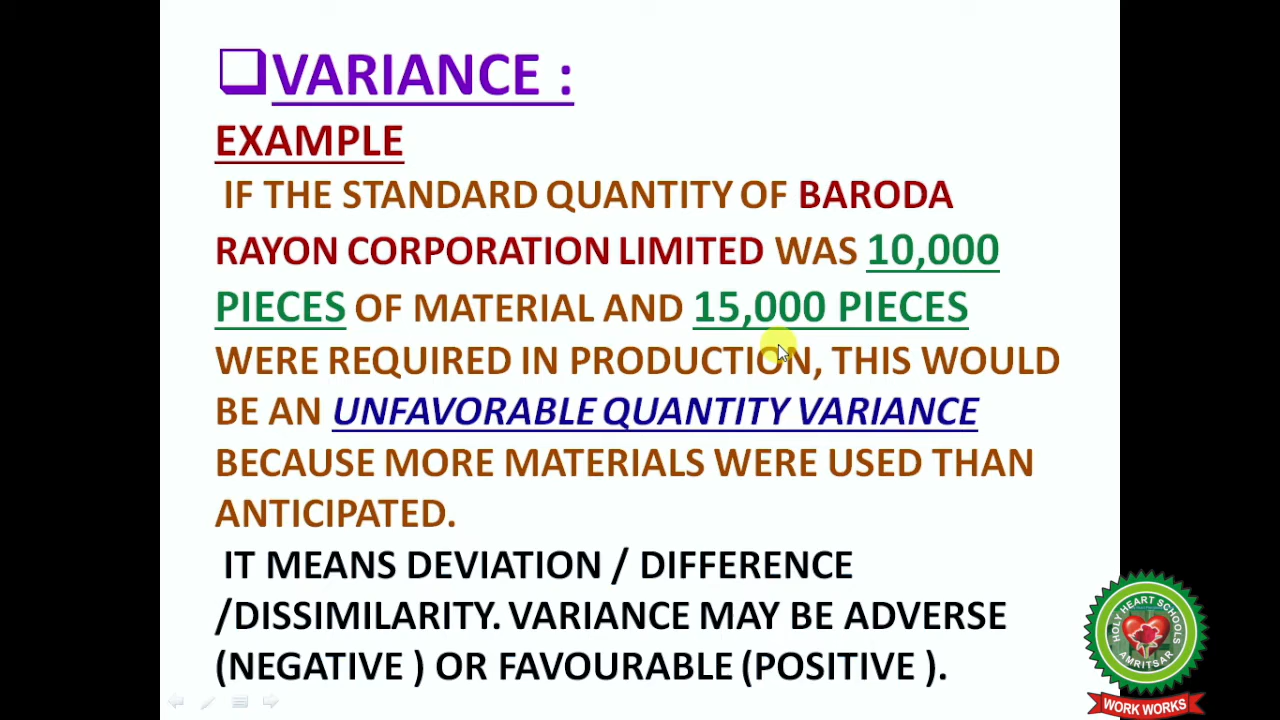 VARIANCE :
EXAMPLE
IF THE STANDARD QUANTITY OF BARODA
RAYON CORPORATION LIMITED WAS 10,000
PIECES OF MATERIAL AND 15,000 PIECES
WERE REQUIRED IN PRODUCTION, THIS WOULD
BE AN UNFAVORABLE QUANTITY VARIANCE
BECAUSE MORE MATERIALS WERE USED THAN
ANTICIPATED.
IT MEANS DEVIATION / DIFFERENCE
/DISSIMILARITY. VARIANCE MAY BE ADVERSE
(NEGATIVE ) OR FAVOURABLE (POSITIVE ).
HOLY HEART SCHOOLS
AMRITSAR
WORK WORKS